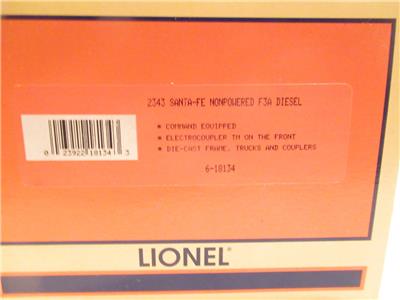 2343 SANTA-FE NONPOWERED F3A DIESEL
* COMMAND EQUIPPED
* ELECTROCOUPLER TM ON THE FRONT
* DIE-CAST FRAME, TRUCKS AND COUPLERS
6-18134
0 23922 18134 3
LIONEL®